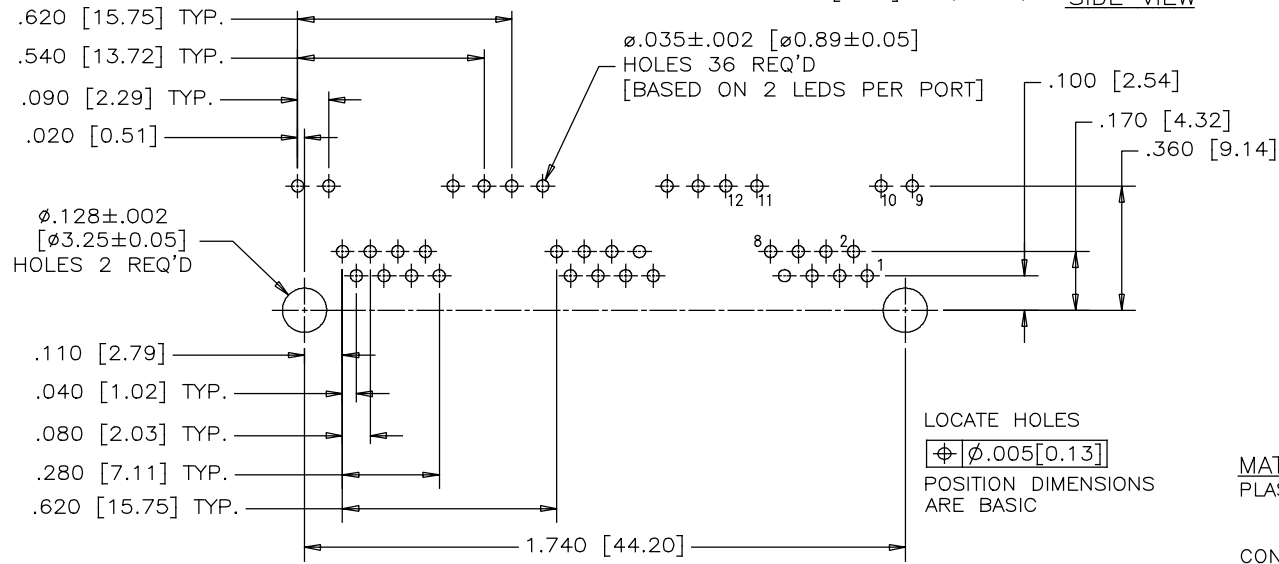 SIDE VIEW
.620 [15.75] TYP.
.540 [13.72] TYP.
.090 [2.29] TYP.
.020 [0.51]
ø.035±.002 [ø0.89±0.05]
HOLES 36 REQ'D
[BASED ON 2 LEDS PER PORT]
.100 [2.54]
.170 [4.32]
.360 [9.14]
12
11
10
9
ø.128±.002
[ø3.25±0.05]
HOLES 2 REQ'D
8
2
1
.110 [2.79]
.040 [1.02] TYP.
.080 [2.03] TYP.
.280 [7.11] TYP.
.620 [15.75] TYP.
1.740 [44.20]
LOCATE HOLES
⌖ ø.005[0.13]
POSITION DIMENSIONS
ARE BASIC
MAT
PLAS
CON